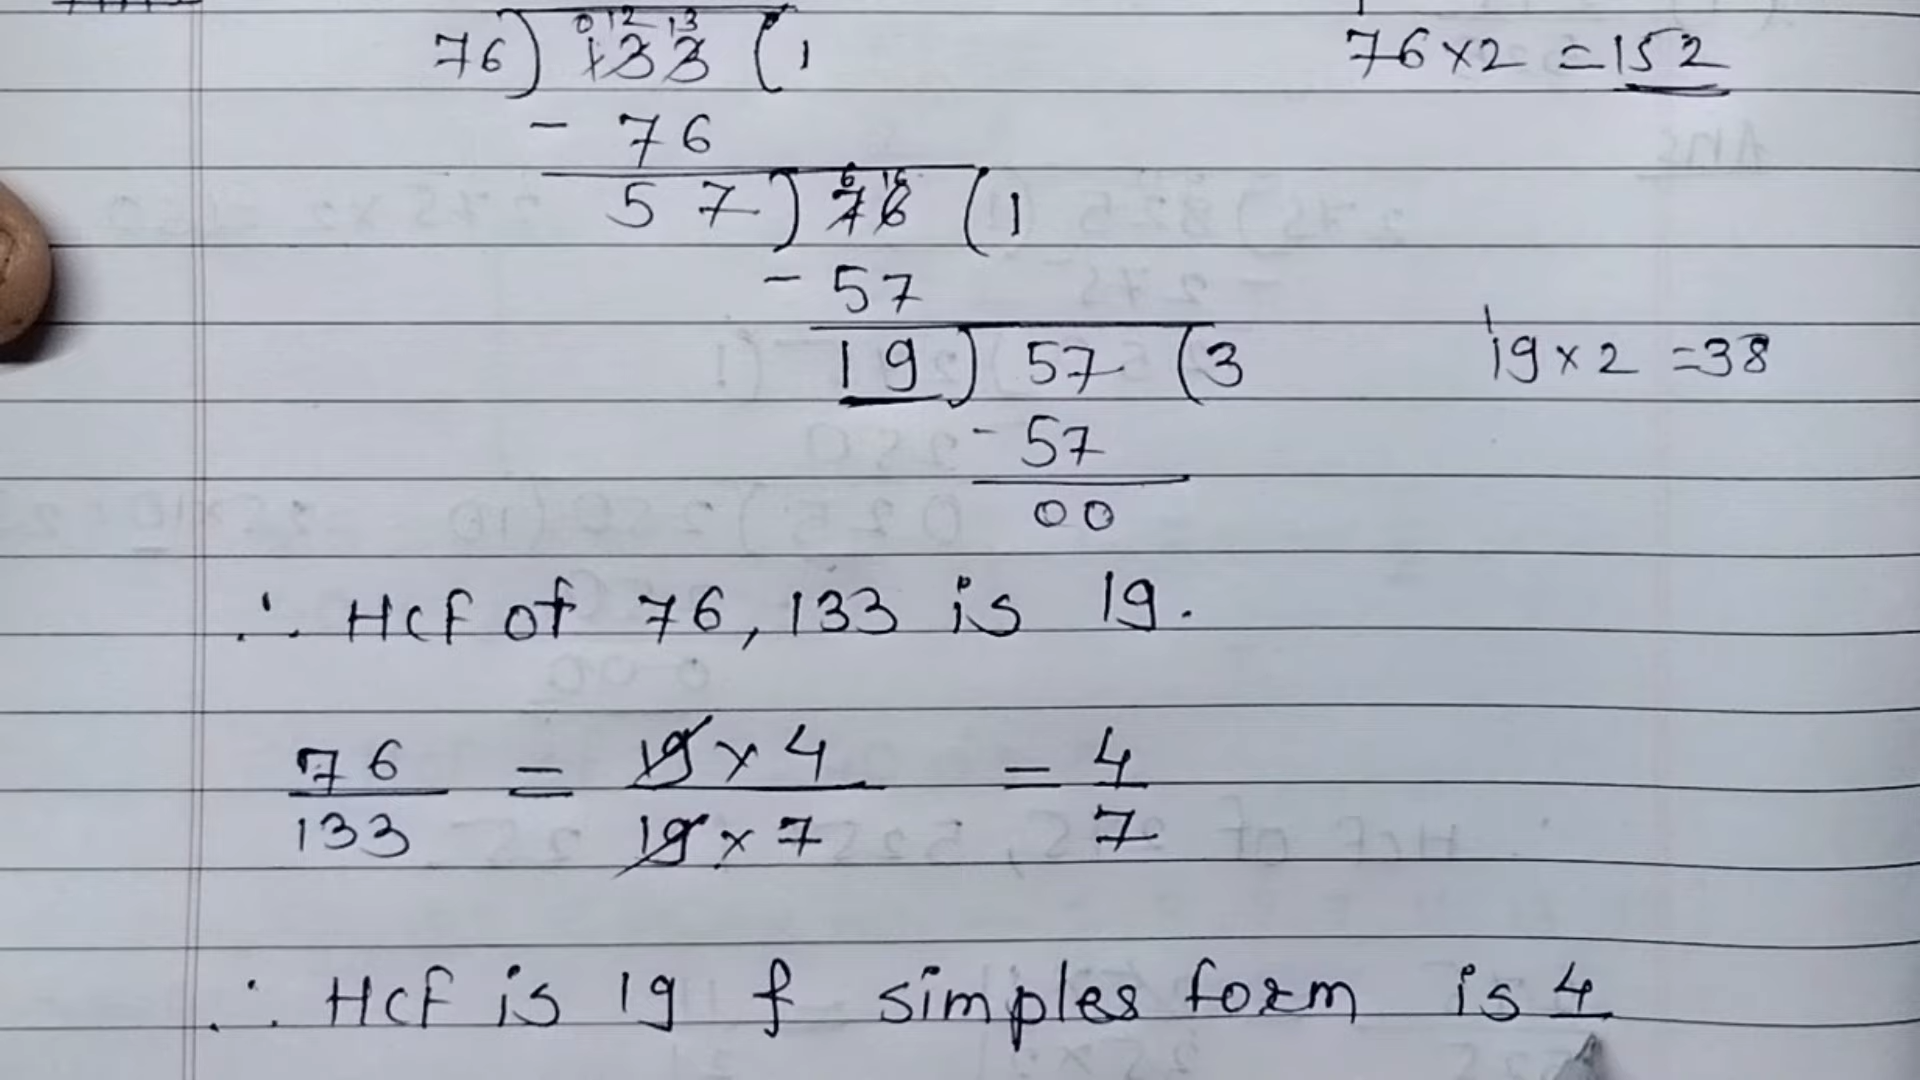 76) 133 (1 76×2 =152
- 76
57) 76 (1
- 57
19) 57 (3 19×2 =38
- 57
00
∴ HCF of 76, 133 is 19.
76/133 = 19×4/19×7 = 4/7
∴ HCF is 19 & simples form is 4